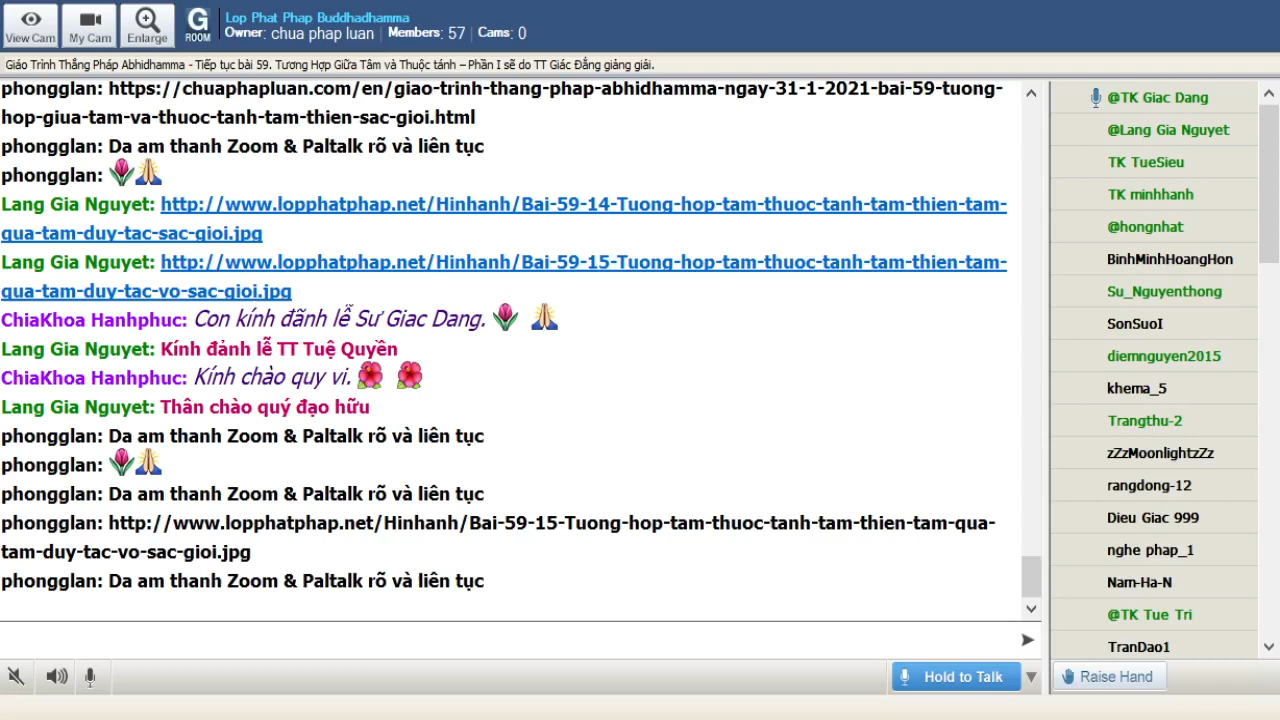 View Cam
My Cam
Enlarge
G
ROOM
Lop Phat Phap Buddhadhamma
Owner: chua phap luan | Members: 57 | Cams: 0
Giáo Trình Thắng Pháp Abhidhamma - Tiếp tục bài 59. Tương Hợp Giữa Tâm và Thuộc tánh – Phần I sẽ do TT Giác Đẳng giảng giải.
phongglan: https://chuaphapluan.com/en/giao-trinh-thang-phap-abhidhamma-ngay-31-1-2021-bai-59-tuong-
hop-giua-tam-va-thuoc-tanh-tam-thien-sac-gioi.html
phongglan: Da am thanh Zoom & Paltalk rõ và liên tục
phongglan:
Lang Gia Nguyet: http://www.lopphatphap.net/Hinhanh/Bai-59-14-Tuong-hop-tam-thuoc-tanh-tam-thien-tam-
qua-tam-duy-tac-sac-gioi.jpg
Lang Gia Nguyet: http://www.lopphatphap.net/Hinhanh/Bai-59-15-Tuong-hop-tam-thuoc-tanh-tam-thien-tam-
qua-tam-duy-tac-vo-sac-gioi.jpg
ChiaKhoa Hanhphuc: Con kính đãnh lễ Sư Giac Dang.
Lang Gia Nguyet: Kính đảnh lễ TT Tuệ Quyền
ChiaKhoa Hanhphuc: Kính chào quy vi.
Lang Gia Nguyet: Thân chào quý đạo hữu
phongglan: Da am thanh Zoom & Paltalk rõ và liên tục
phongglan:
phongglan: Da am thanh Zoom & Paltalk rõ và liên tục
phongglan: http://www.lopphatphap.net/Hinhanh/Bai-59-15-Tuong-hop-tam-thuoc-tanh-tam-thien-tam-qua-
tam-duy-tac-vo-sac-gioi.jpg
phongglan: Da am thanh Zoom & Paltalk rõ và liên tục
@TK Giac Dang
@Lang Gia Nguyet
TK TueSieu
TK minhhanh
@hongnhat
BinhMinhHoangHon
Su_Nguyenthong
SonSuoI
diemnguyen2015
khema_5
Trangthu-2
zZzMoonlightzZz
rangdong-12
Dieu Giac 999
nghe phap_1
Nam-Ha-N
@TK Tue Tri
TranDao1
Hold to Talk
Raise Hand